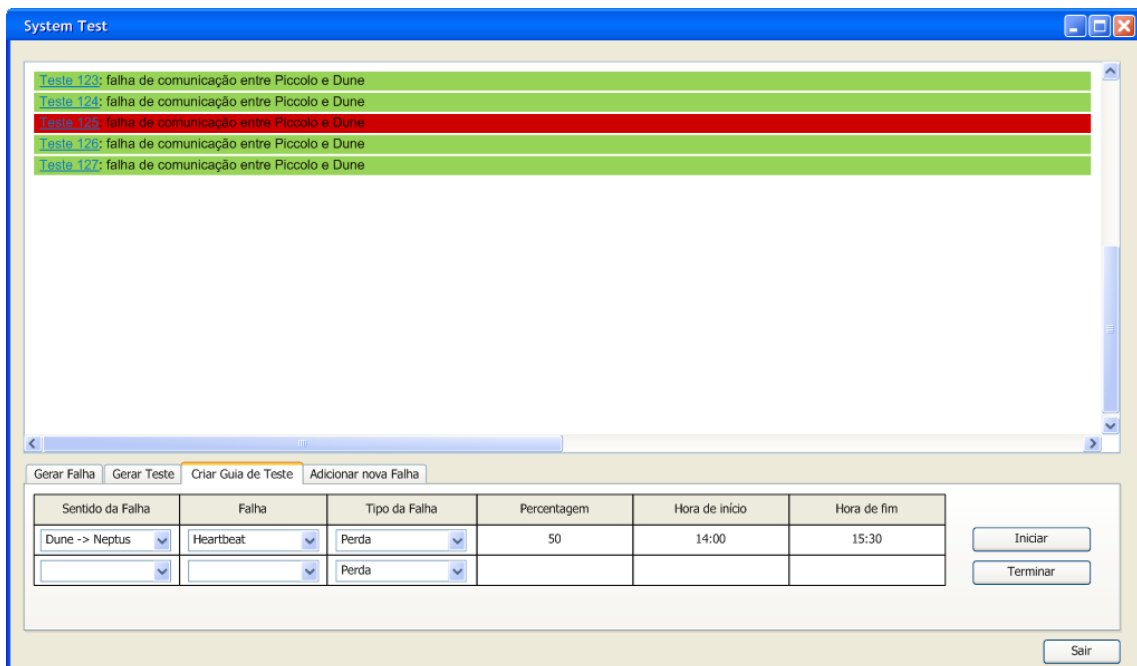 System Test
Teste 123: falha de comunicação entre Piccolo e Dune
Teste 124: falha de comunicação entre Piccolo e Dune
Teste 125: falha de comunicação entre Piccolo e Dune
Teste 126: falha de comunicação entre Piccolo e Dune
Teste 127: falha de comunicação entre Piccolo e Dune
Gerar Falha Gerar Teste Criar Guia de Teste Adicionar nova Falha
Sentido da Falha Falha Tipo da Falha Percentagem Hora de início Hora de fim
Dune -> Neptus Heartbeat Perda 50 14:00 15:30 Iniciar
Perda Terminar
Sair